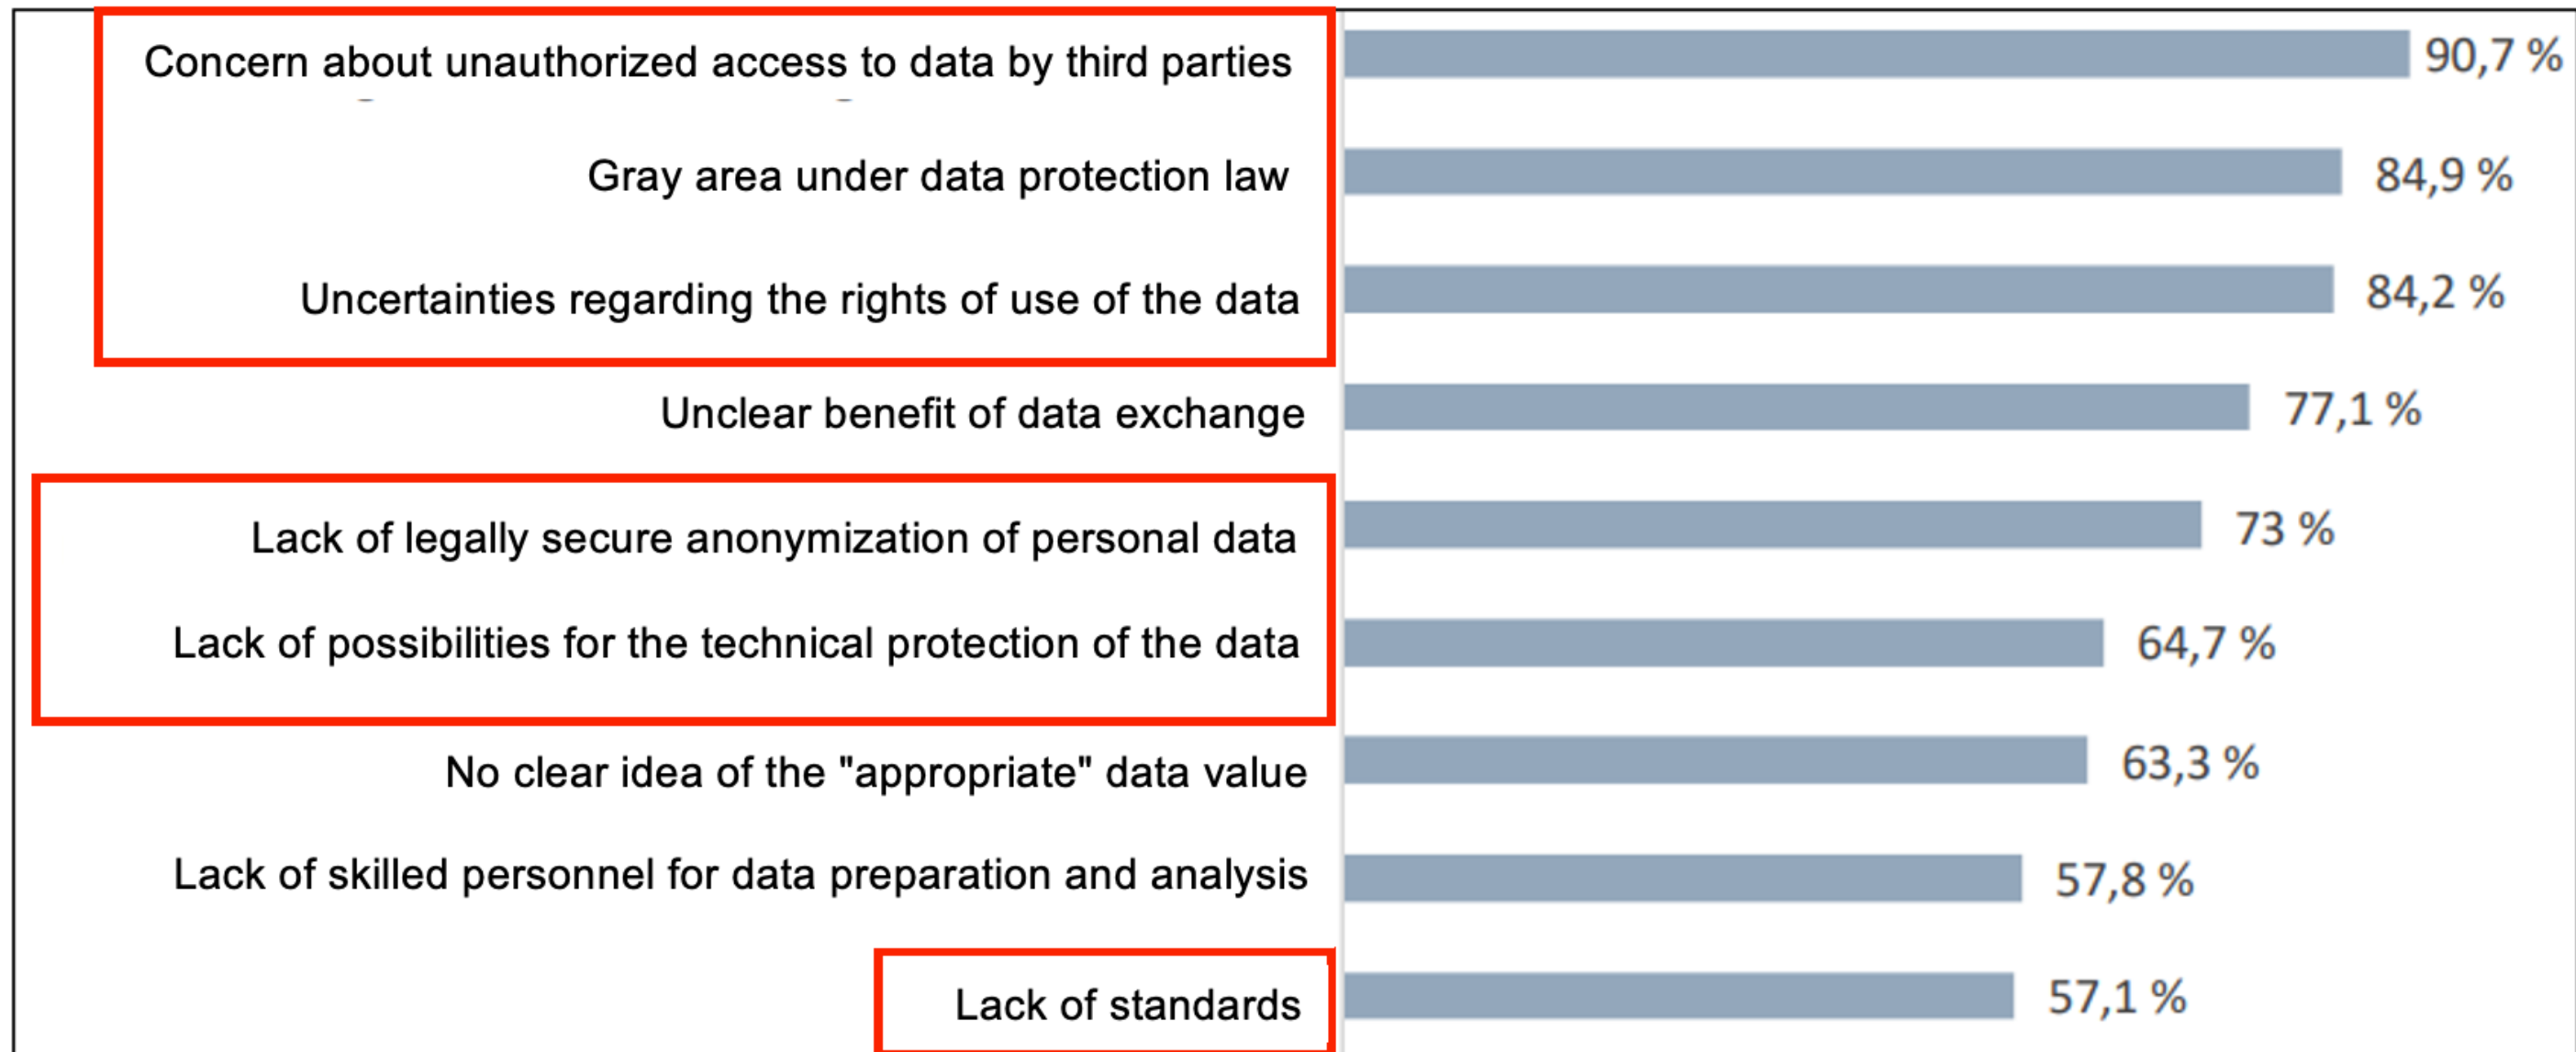 Concern about unauthorized access to data by third parties 90,7 %
Gray area under data protection law 84,9 %
Uncertainties regarding the rights of use of the data 84,2 %
Unclear benefit of data exchange 77,1 %
Lack of legally secure anonymization of personal data 73 %
Lack of possibilities for the technical protection of the data 64,7 %
No clear idea of the "appropriate" data value 63,3 %
Lack of skilled personnel for data preparation and analysis 57,8 %
Lack of standards 57,1 %